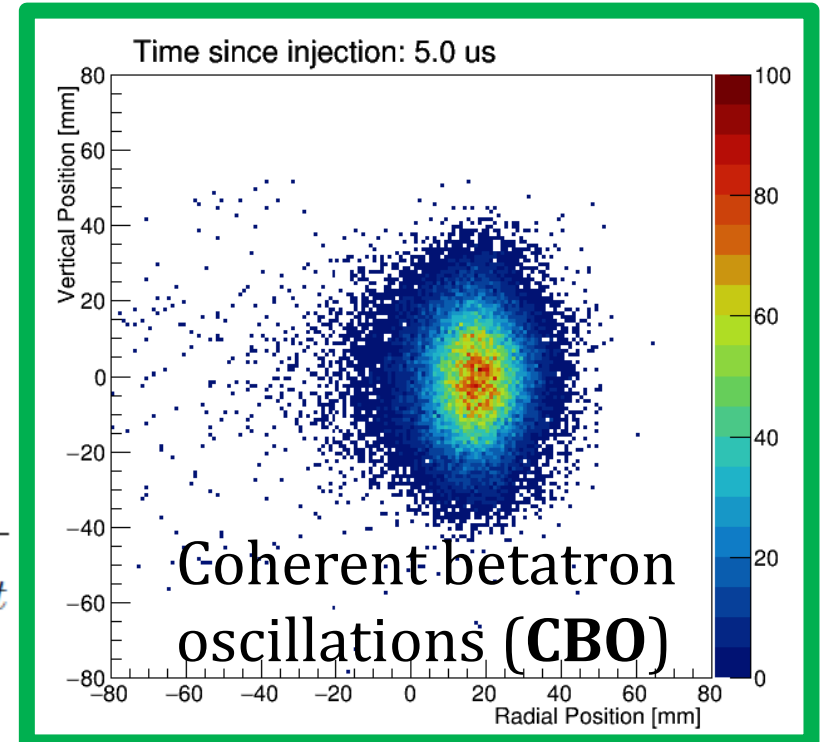 Time since injection: 5.0 us
Vertical Position [mm]
80
60
40
20
0
−20
−40
−60
−80
100
80
60
40
20
0
Coherent betatron
oscillations (CBO)
−80 −60 −40 −20 0 20 40 60 80
Radial Position [mm]
t